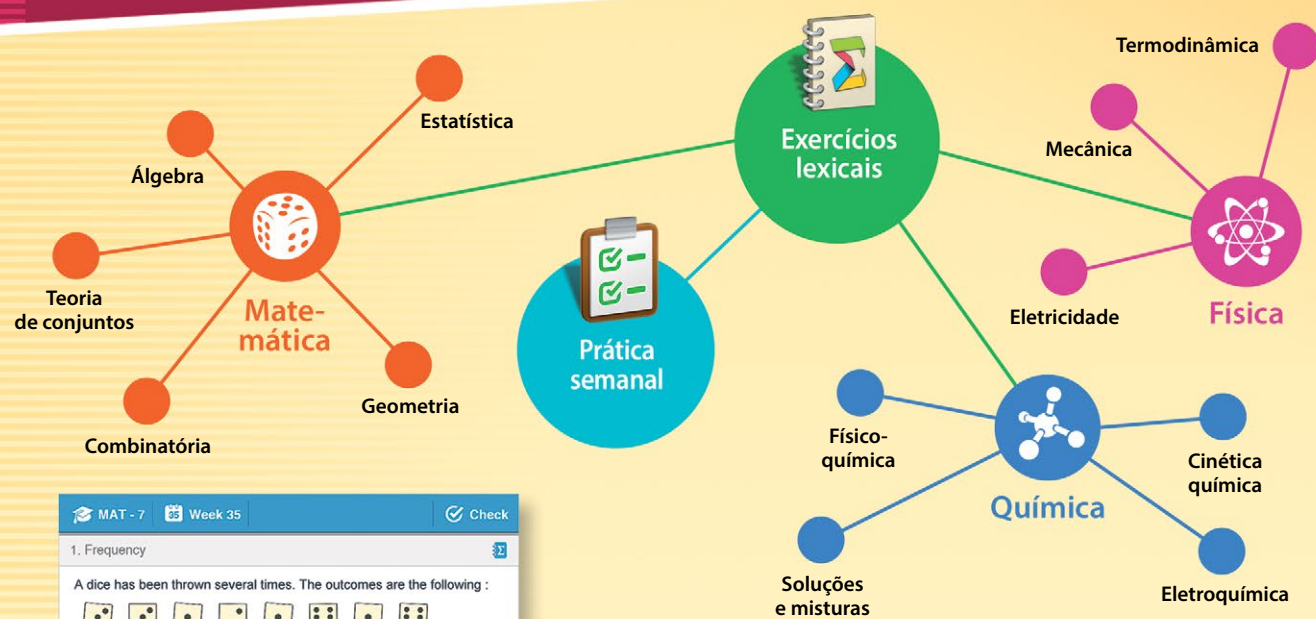 Estatística
Álgebra
Teoria
de conjuntos
Mate-
mática
Combinatória
Geometria
Exercícios
lexicais
Prática
semanal
Termodinâmica
Mecânica
Eletricidade
Física
Físico-
química
Cinética
química
Química
Soluções
e misturas
Eletroquímica
MAT - 7 35 Week 35 Check
1. Frequency Σ
A dice has been thrown several times. The outcomes are the following :